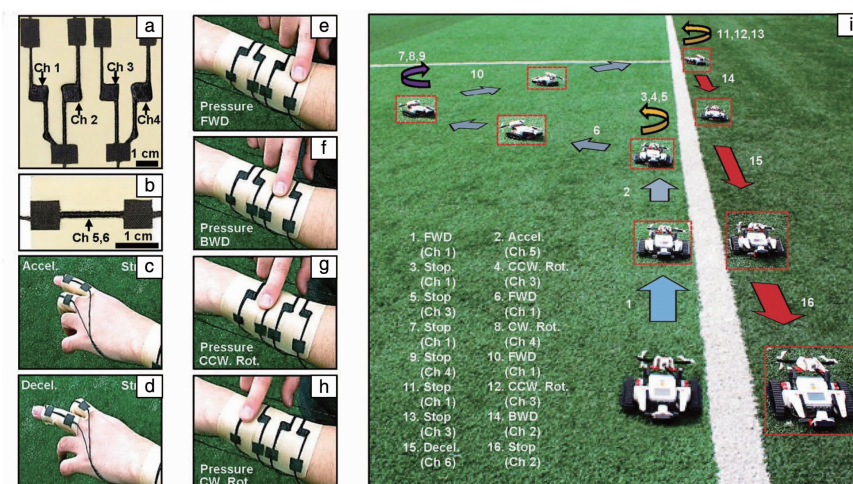 a
Ch 1
Ch 3
Ch 2
Ch4
1 cm
b
Ch 5,6
1 cm
c
Accel.
d
Decel.
e
Pressure
FWD
f
Pressure
BWD
g
Pressure
CCW. Rot.
h
Pressure
CW. Rot.
i
7,8,9
10
11,12,13
14
3,4,5
6
15
2
1
16
1. FWD 2. Accel.
(Ch 1) (Ch 5)
3. Stop. 4. CCW. Rot.
(Ch 1) (Ch 3)
5. Stop 6. FWD
(Ch 3) (Ch 1)
7. Stop 8. CW. Rot.
(Ch 1) (Ch 4)
9. Stop 10. FWD
(Ch 4) (Ch 1)
11. Stop 12. CCW. Rot.
(Ch 1) (Ch 3)
13. Stop 14. BWD
(Ch 3) (Ch 2)
15. Decel. 16. Stop
(Ch 6) (Ch 2)